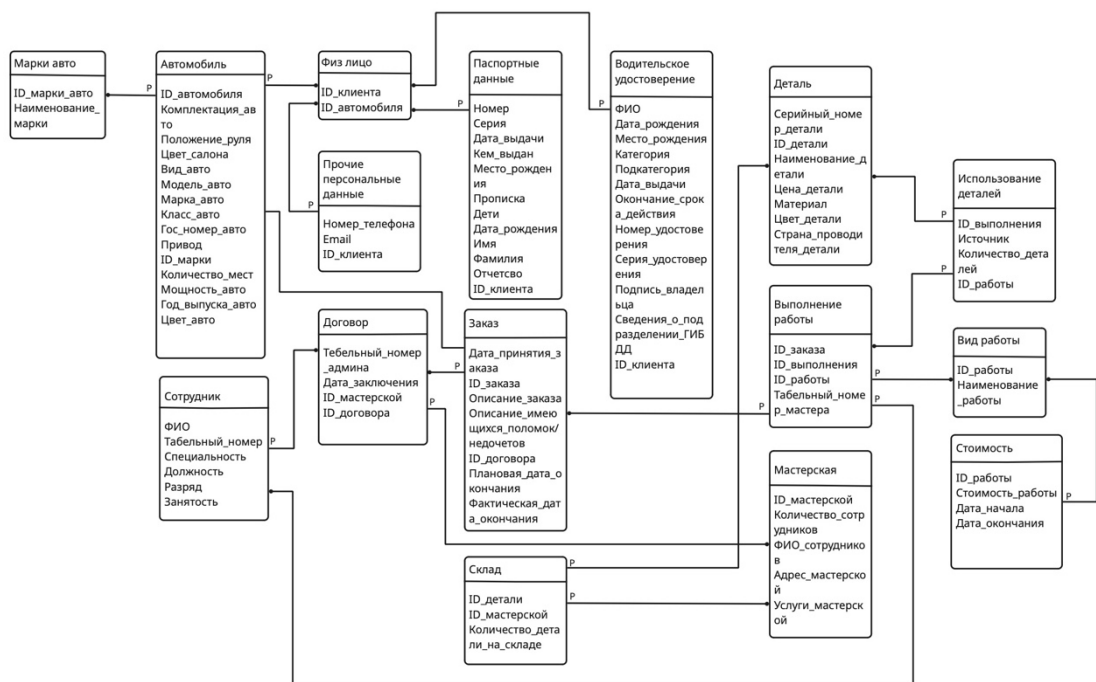 Марки авто
ID_марки_авто
Наименование_
марки
P
Автомобиль
ID_автомобиля
Комплектация_ав
то
Положение_руля
Цвет_салона
Вид_авто
Модель_авто
Марка_авто
Класс_авто
Гос_номер_авто
Привод
ID_марки
Количество_мест
Мощность_авто
Год_выпуска_авто
Цвет_авто
P
Физ лицо
ID_клиента
ID_автомобиля
P
Прочие
персональные
данные
Номер_телефона
Email
ID_клиента
P
Паспортные
данные
Номер
Серия
Дата_выдачи
Кем_выдан
Место_рожден
ия
Прописка
Дети
Дата_рождения
Имя
Фамилия
Отчетсво
ID_клиента
P
Водительское
удостоверение
ФИО
Дата_рождения
Место_рождения
Категория
Подкатегория
Дата_выдачи
Окончание_срок
а_действия
Номер_удостове
рения
Серия_удостовер
ения
Подпись_владел
ьца
Сведения_о_под
разделении_ГИБ
ДД
ID_клиента
Деталь
Серийный_номе
р_детали
ID_детали
Наименование_д
етали
Цена_детали
Материал
Цвет_детали
Страна_проводи
теля_детали
P
Использование
деталей
ID_выполнения
Источник
Количество_дет
алей
ID_работы
P
Сотрудник
ФИО
Табельный_номер
Специальность
Должность
Разряд
Занятость
P
Договор
Тебельный_номер
_админа
Дата_заключения
ID_мастерской
ID_договора
P
P
Заказ
Дата_принятия_з
аказа
ID_заказа
Описание_заказа
Описание_имею
щихся_поломок/
недочетов
ID_договора
Плановая_дата_о
кончания
Фактическая_дат
а_окончания
P
Выполнение
работы
ID_заказа
ID_выполнения
ID_работы
Табельный_номе
р_мастера
P
P
Вид работы
ID_работы
Наименование
_работы
Стоимость
ID_работы
Стоимость_работы
Дата_начала
Дата_окончания
P
Мастерская
ID_мастерской
Количество_сотр
удников
ФИО_сотруднико
в
Адрес_мастерско
й
Услуги_мастерск
ой
Склад
ID_детали
ID_мастерской
Количество_дета
ли_на_складе
P
P